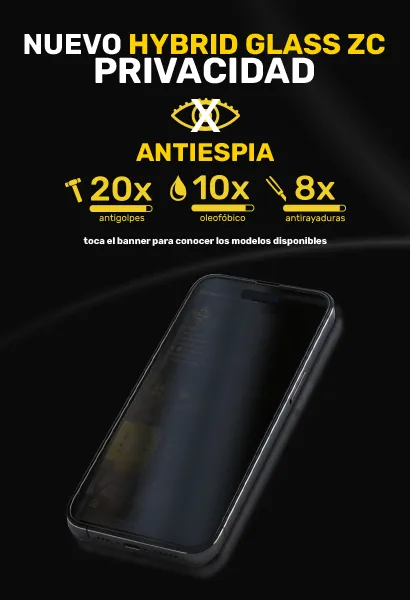 NUEVO HYBRID GLASS ZC
PRIVACIDAD
X
ANTIESPIA
20x 10x 8x
antigolpes oleofóbico antirayaduras
toca el banner para conocer los modelos disponibles